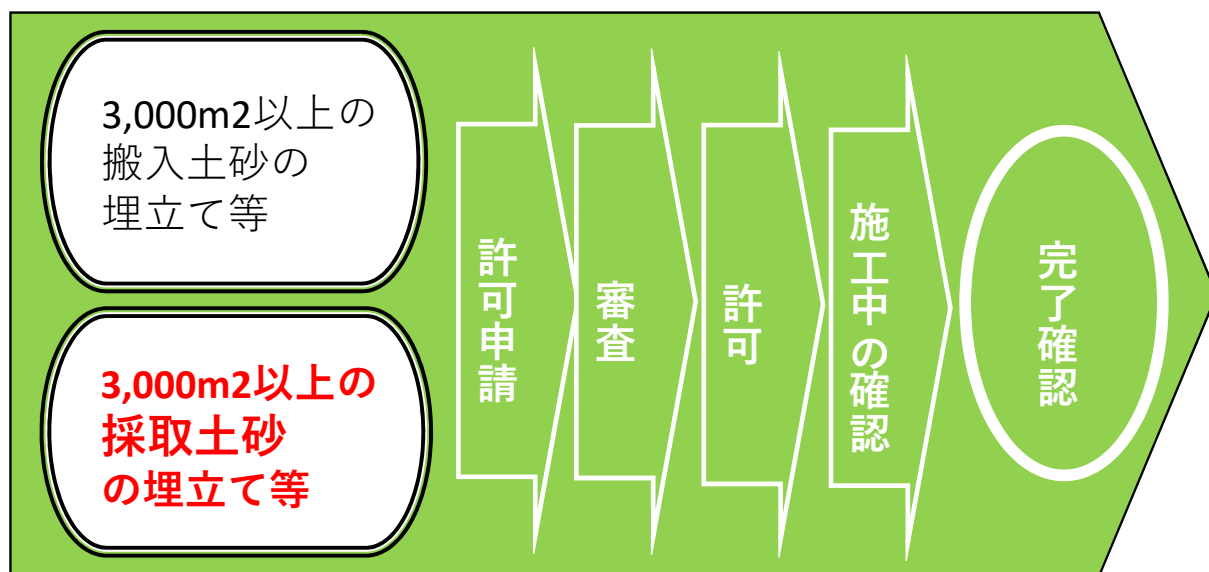 3,000m2以上の
搬入土砂の
埋立て等
3,000m2以上の
採取土砂
の埋立て等
許可申請
審査
許可
施工中の確認
完了確認